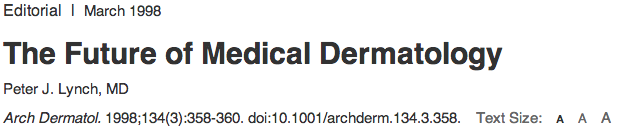 Editorial | March 1998
The Future of Medical Dermatology
Peter J. Lynch, MD
Arch Dermatol. 1998;134(3):358-360. doi:10.1001/archderm.134.3.358. Text Size: A A A